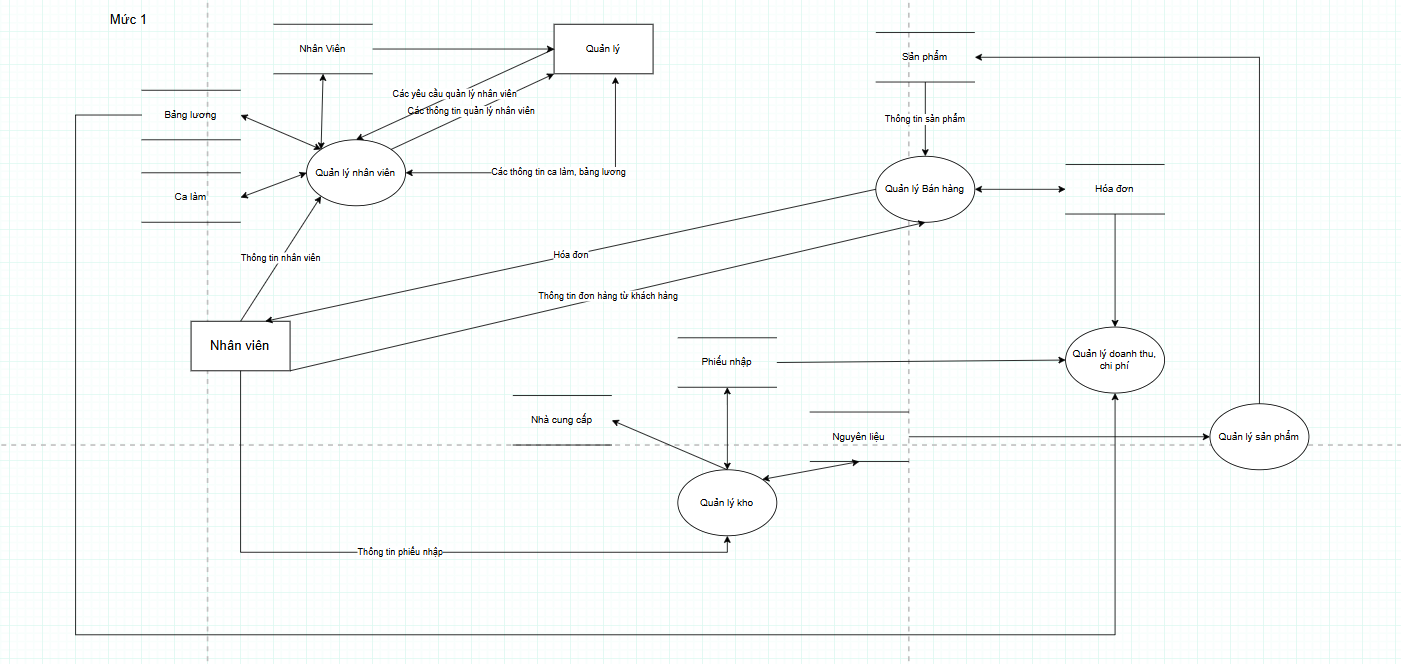 Mức 1
Nhân Viên
Quản lý
Sản phẩm
Các yêu cầu quản lý nhân viên
Các thông tin quản lý nhân viên
Bảng lương
Thông tin sản phẩm
Quản lý nhân viên
Các thông tin ca làm, bảng lương
Quản lý Bán hàng
Hóa đơn
Ca làm
Thông tin nhân viên
Hóa đơn
Thông tin đơn hàng từ khách hàng
Nhân viên
Phiếu nhập
Quản lý doanh thu,
chi phí
Nhà cung cấp
Nguyên liệu
Quản lý sản phẩm
Quản lý kho
Thông tin phiếu nhập